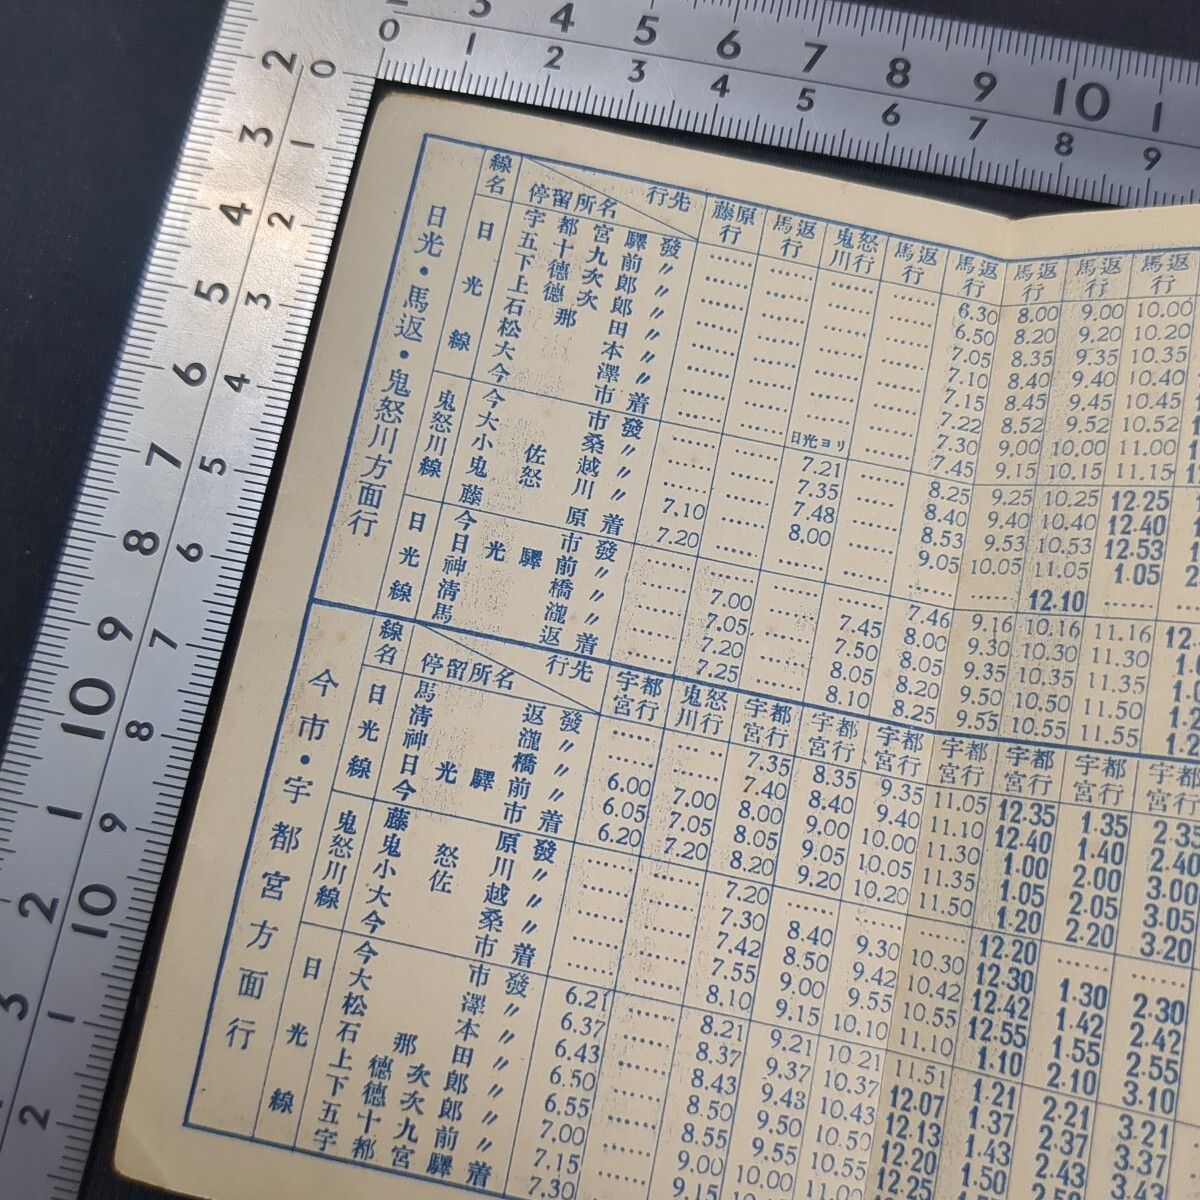 日光・馬返・鬼怒川方面行
線名
停留所名
行先
藤原行
馬返行
鬼怒川行
馬返行
馬返行
馬返行
馬返行
馬返行
日光線
宇都宮驛前 發
五十九郎 〃
下德次郎 〃
上德次郎 〃
石那田 〃
松本 〃
大澤 〃
今市 着
6.30 8.00 9.00 10.00
6.50 8.20 9.20 10.20
7.05 8.35 9.35 10.35
7.10 8.40 9.40 10.40
7.15 8.45 9.45 10.45
7.22 8.52 9.52 10.52
7.30 9.00 10.00 11.00
7.45 9.15 10.15 11.15
日光ヨリ
鬼怒川線
今市 發
大桑 〃
小佐越 〃
鬼怒川 〃
藤原 着
7.21 8.25 9.25 10.25 12.25
7.35 8.40 9.40 10.40 12.40
7.48 8.53 9.53 10.53 12.53
7.10 8.00 9.05 10.05 11.05 1.05
7.20 12.10
日光線
今市 發
日光驛前 〃
神橋 〃
清瀧 〃
馬返 着
7.00 7.45 7.46 9.16 10.16 11.16
7.05 7.50 8.00 9.30 10.30 11.30
7.20 8.05 8.05 9.35 10.35 11.35
7.25 8.10 8.20 9.50 10.50 11.50
8.25 9.55 10.55 11.55
今市・宇都宮方面行
線名
停留所名
行先
宇都宮行
鬼怒川行
宇都宮行
宇都宮行
宇都宮行
宇都宮行
宇都宮行
宇都宮行
宇都宮行
日光線
馬返 發
清瀧 〃
神橋 〃
日光驛前 〃
今市 着
7.35 8.35 9.35 11.05 12.35 1.35 2.35
7.40 8.40 9.40 11.10 12.40 1.40 2.40
6.00 7.00 8.00 9.00 10.00 11.30 1.00 2.00 3.00
6.05 7.05 8.05 9.05 10.05 11.35 1.05 2.05 3.05
6.20 7.20 8.20 9.20 10.20 11.50 1.20 2.20 3.20
鬼怒川線
藤原 發
鬼怒川 〃
小佐越 〃
大桑 〃
今市 着
7.20 12.20
7.30 8.40 9.30 10.30 12.30 1.30 2.30
7.42 8.50 9.42 10.42 12.42 1.42 2.42
7.55 9.00 9.55 10.55 12.55 1.55 2.55
8.10 9.15 10.10 11.10 1.10 2.10 3.10
日光線
今市 發
大澤 〃
松本 〃
石那田 〃
上德次郎 〃
下德次郎 〃
五十九前
宇都宮驛 着
6.21 8.21 9.21 10.21 11.51 1.21 2.21 3.21
6.37 8.37 9.37 10.37 12.07 1.37 2.37 3.37
6.43 8.43 9.43 10.43 12.13 1.43 2.43
6.50 8.50 9.50 10.50 12.20 1.50
6.55 8.55 9.55 10.55 12.25
7.00 9.00 10.00 11.00
7.15 9.15
7.30